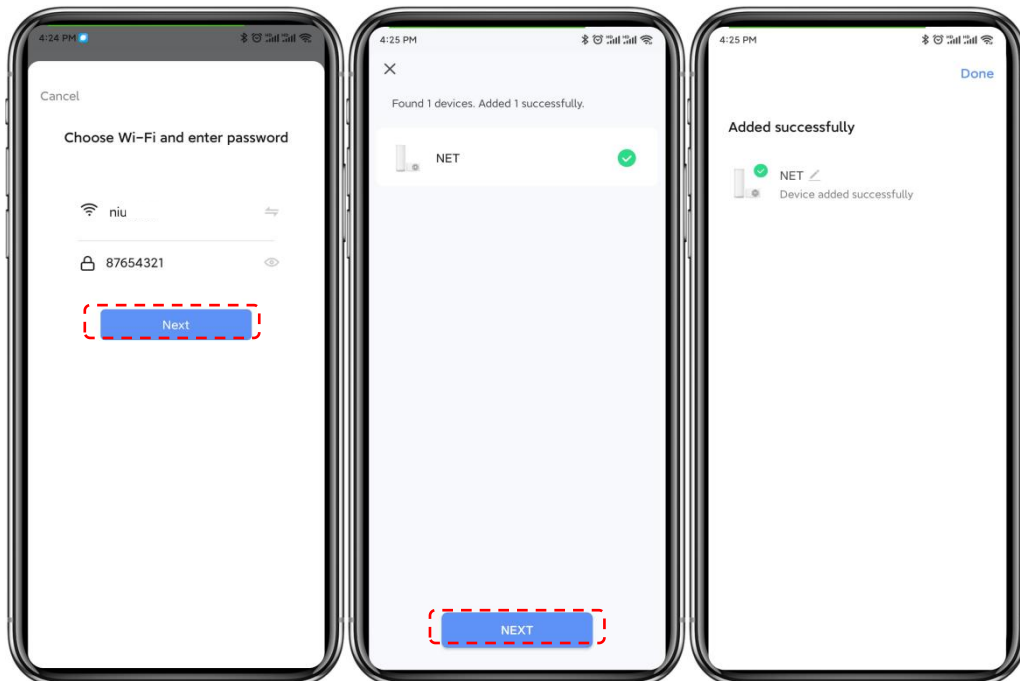 4:24 PM
Cancel
Choose Wi-Fi and enter password
niu
87654321
Next
4:25 PM
Found 1 devices. Added 1 successfully.
NET
NEXT
4:25 PM
Done
Added successfully
NET
Device added successfully